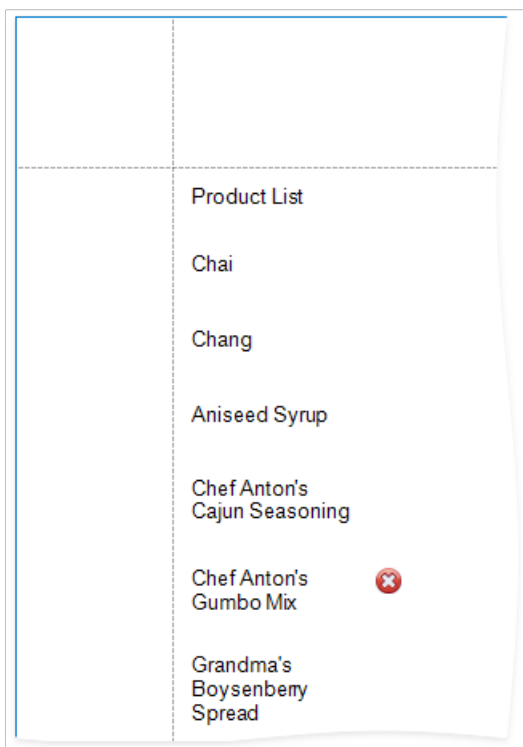 Product List
Chai
Chang
Aniseed Syrup
Chef Anton's
Cajun Seasoning
Chef Anton's
Gumbo Mix
Grandma's
Boysenberry
Spread